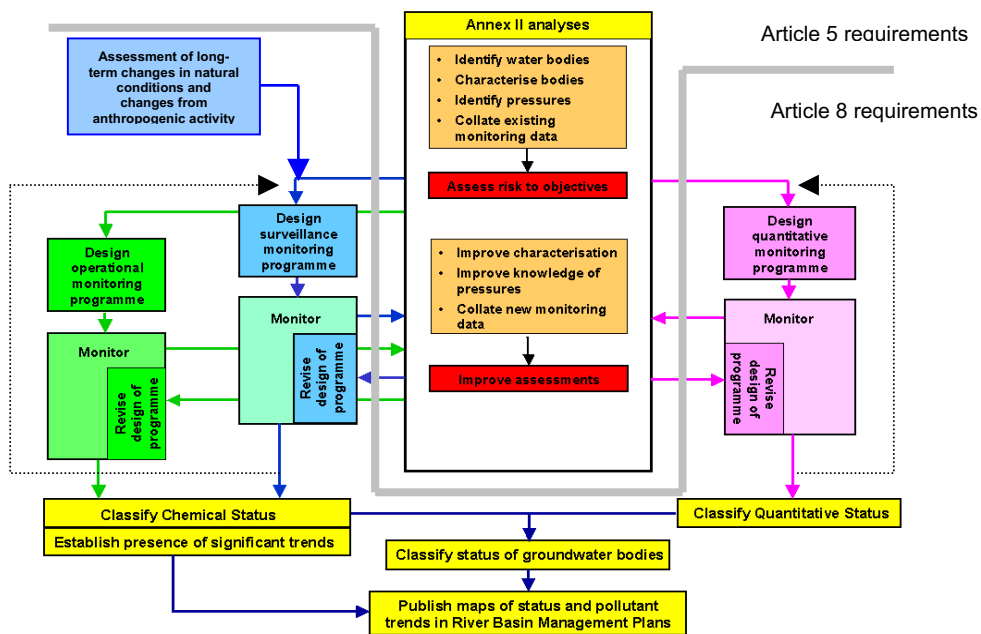 Annex II analyses
Article 5 requirements
Article 8 requirements
Assessment of long-
term changes in natural
conditions and
changes from
anthropogenic activity
• Identify water bodies
• Characterise bodies
• Identify pressures
• Collate existing
monitoring data
Assess risk to objectives
Design
surveillance
monitoring
programme
Design
operational
monitoring
programme
Design
quantitative
monitoring
programme
• Improve characterisation
• Improve knowledge of
pressures
• Collate new monitoring
data
Improve assessments
Monitor
Revise
design of
programme
Monitor
Revise
design of
programme
Monitor
Revise
design of
programme
Classify Chemical Status
Establish presence of significant trends
Classify Quantitative Status
Classify status of groundwater bodies
Publish maps of status and pollutant
trends in River Basin Management Plans